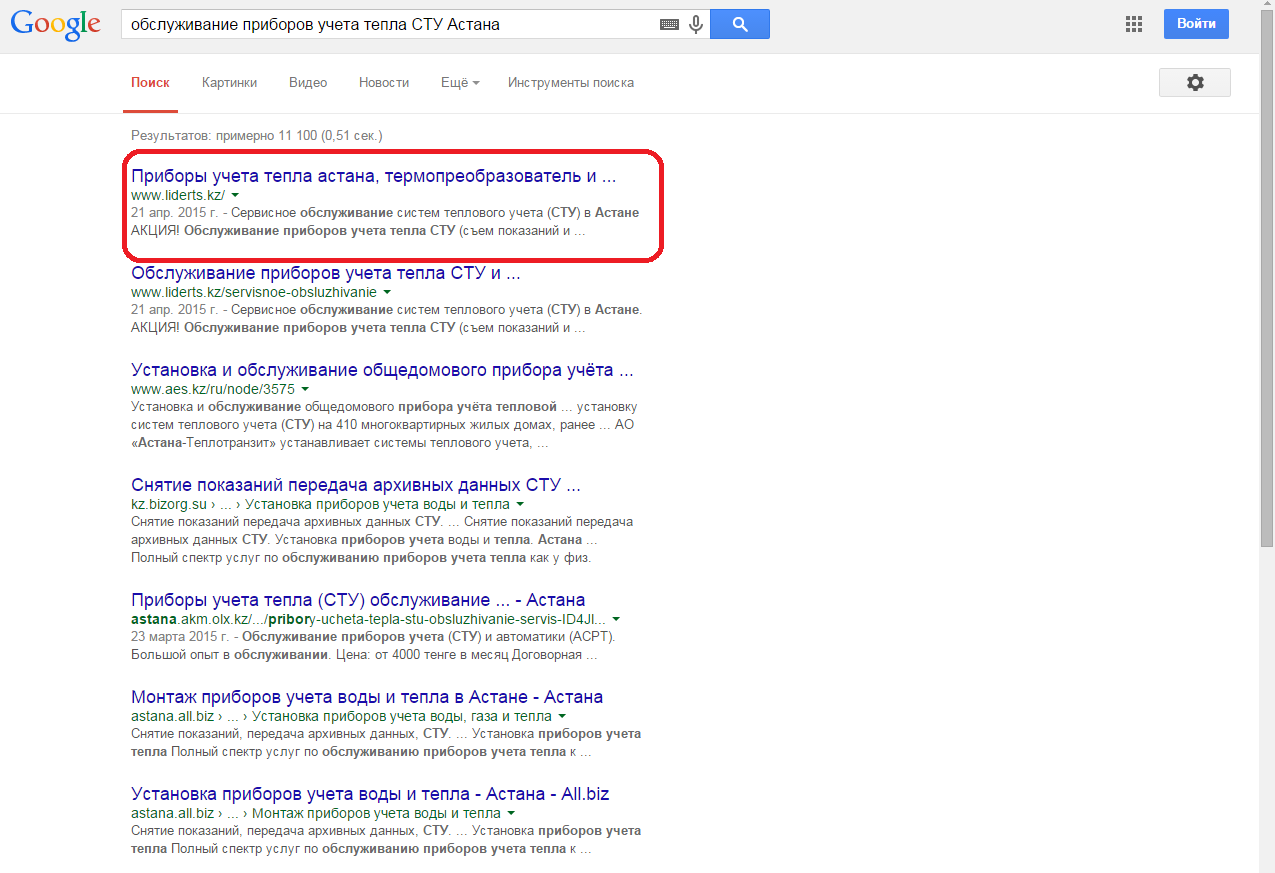 Google
обслуживание приборов учета тепла СТУ Астана
Войти
Поиск Картинки Видео Новости Ещё Инструменты поиска
Результатов: примерно 11 100 (0,51 сек.)
Приборы учета тепла астана, термопреобразователь и ...
www.liderts.kz/
21 апр. 2015 г. - Сервисное обслуживание систем теплового учета (СТУ) в Астане
АКЦИЯ! Обслуживание приборов учета тепла СТУ (съем показаний и ...
Обслуживание приборов учета тепла СТУ и ...
www.liderts.kz/servisnoe-obsluzhivanie
21 апр. 2015 г. - Сервисное обслуживание систем теплового учета (СТУ) в Астане.
АКЦИЯ! Обслуживание приборов учета тепла СТУ (съем показаний и ...
Установка и обслуживание общедомового прибора учёта ...
www.aes.kz/ru/node/3575
Установка и обслуживание общедомового прибора учёта тепловой ... установку
систем теплового учета (СТУ) на 410 многоквартирных жилых домах, ранее ... АО
«Астана-Теплотранзит» устанавливает системы теплового учета, ...
Снятие показаний передача архивных данных СТУ ...
kz.bizorg.su › ... › Установка приборов учета воды и тепла
Снятие показаний передача архивных данных СТУ. ... Снятие показаний передача
архивных данных СТУ. Установка приборов учета воды и тепла. Астана ...
Полный спектр услуг по обслуживанию приборов учета тепла как у физ.
Приборы учета тепла (СТУ) обслуживание ... - Астана
astana.akm.olx.kz/.../pribory-ucheta-tepla-stu-obsluzhivanie-servis-ID4JI...
23 марта 2015 г. - Обслуживание приборов учета (СТУ) и автоматики (АСРТ).
Большой опыт в обслуживании. Цена: от 4000 тенге в месяц Договорная ...
Монтаж приборов учета воды и тепла в Астане - Астана
astana.all.biz › ... › Установка приборов учета воды, газа и тепла
Снятие показаний, передача архивных данных, СТУ. ... Установка приборов учета
тепла Полный спектр услуг по обслуживанию приборов учета тепла к ...
Установка приборов учета воды и тепла - Астана - All.biz
astana.all.biz › ... › Монтаж приборов учета воды и тепла
Снятие показаний, передача архивных данных, СТУ. ... Установка приборов учета
тепла Полный спектр услуг по обслуживанию приборов учета тепла к ...